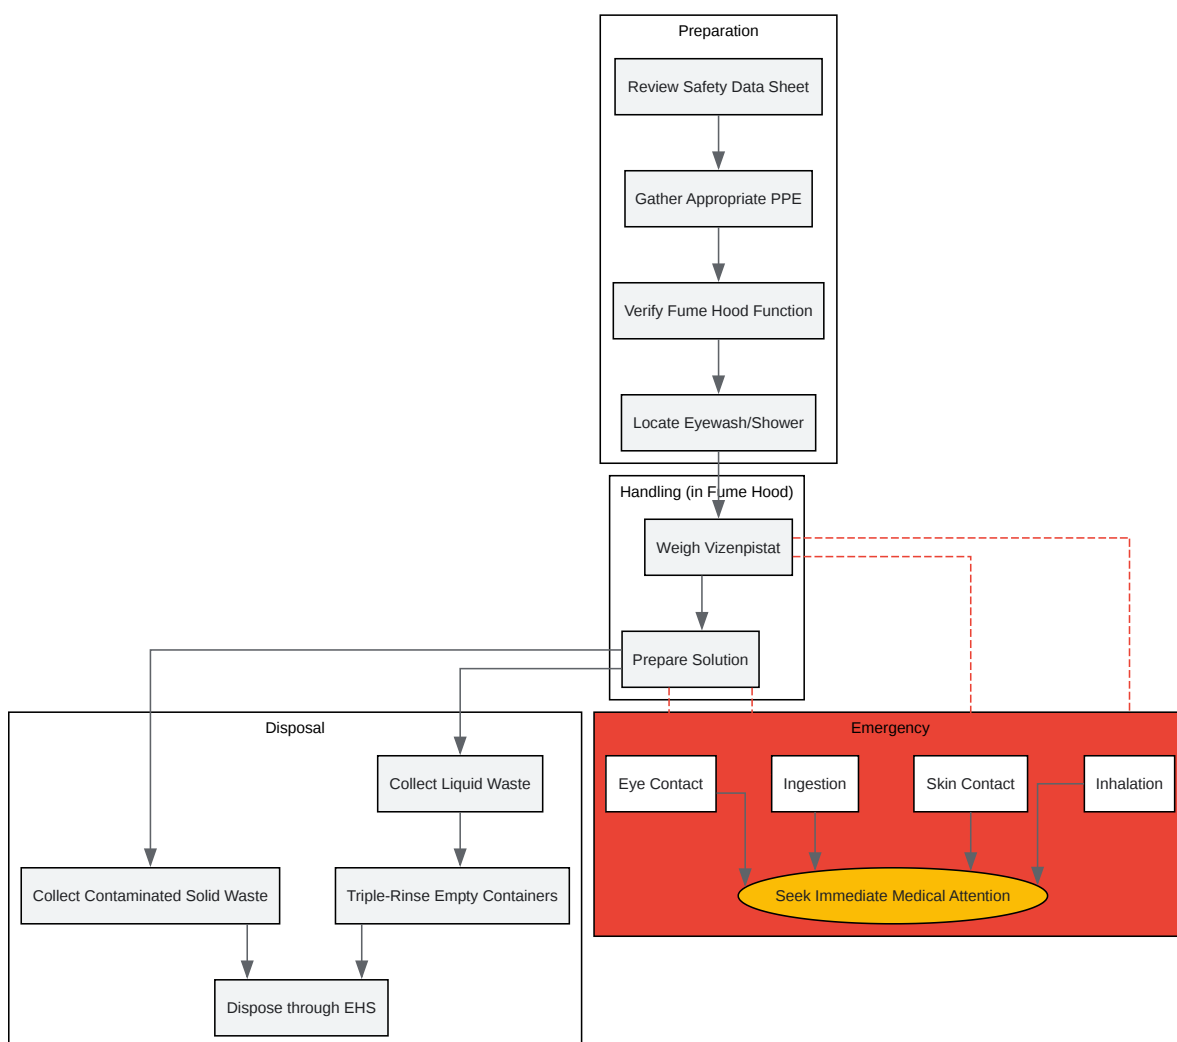 Preparation
Review Safety Data Sheet
Gather Appropriate PPE
Verify Fume Hood Function
Locate Eyewash/Shower
Handling (in Fume Hood)
Weigh Vizenpistat
Prepare Solution
Disposal
Collect Liquid Waste
Collect Contaminated Solid Waste
Triple-Rinse Empty Containers
Dispose through EHS
Emergency
Eye Contact
Ingestion
Skin Contact
Inhalation
Seek Immediate Medical Attention